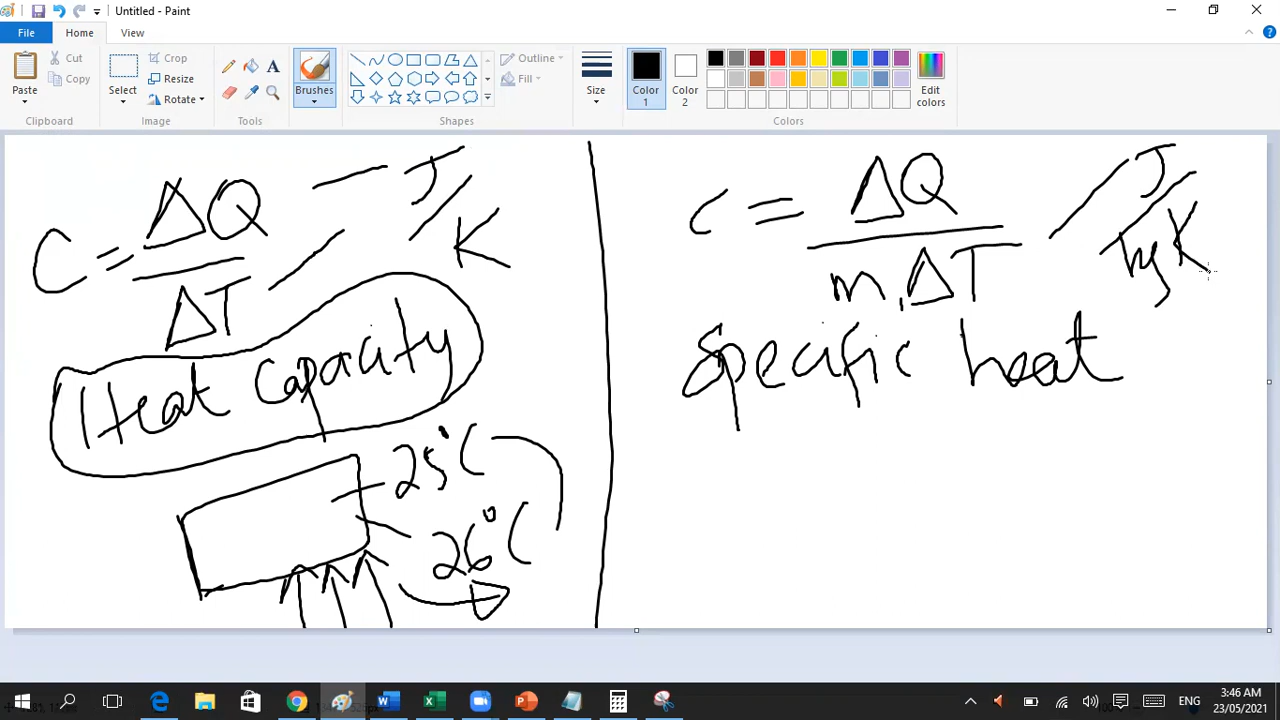 Untitled - Paint
File Home View
Paste
Cut
Copy
Clipboard
Select
Crop
Resize
Rotate
Image
A
Tools
Brushes
Outline
Fill
Shapes
Size
Color 1
Color 2
Edit colors
Colors
C = ΔQ / ΔT
J / K
Heat capacity
25°C
26°C
c = ΔQ / m.ΔT
J / kg K
specific heat
ENG
3:46 AM
23/05/2021